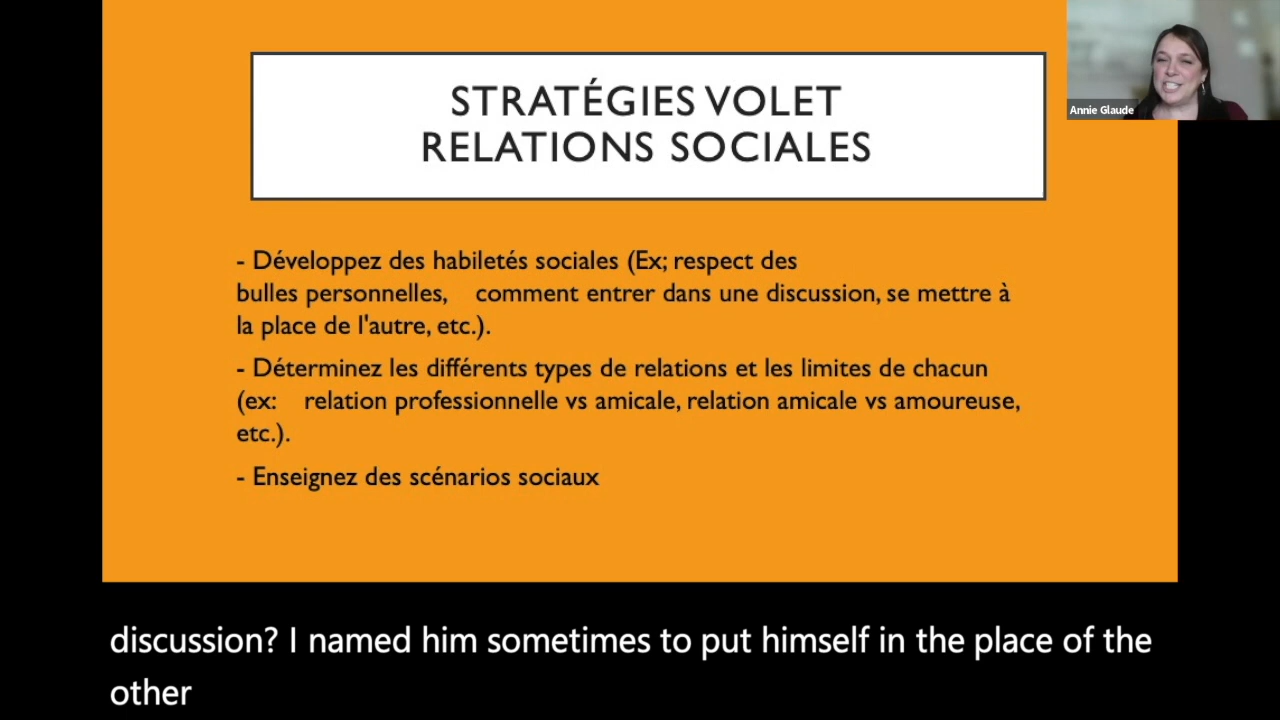 STRATÉGIES VOLET
RELATIONS SOCIALES
Annie Glaude
- Développez des habiletés sociales (Ex; respect des
bulles personnelles, comment entrer dans une discussion, se mettre à
la place de l'autre, etc.).
- Déterminez les différents types de relations et les limites de chacun
(ex: relation professionnelle vs amicale, relation amicale vs amoureuse,
etc.).
- Enseignez des scénarios sociaux
discussion? I named him sometimes to put himself in the place of the
other